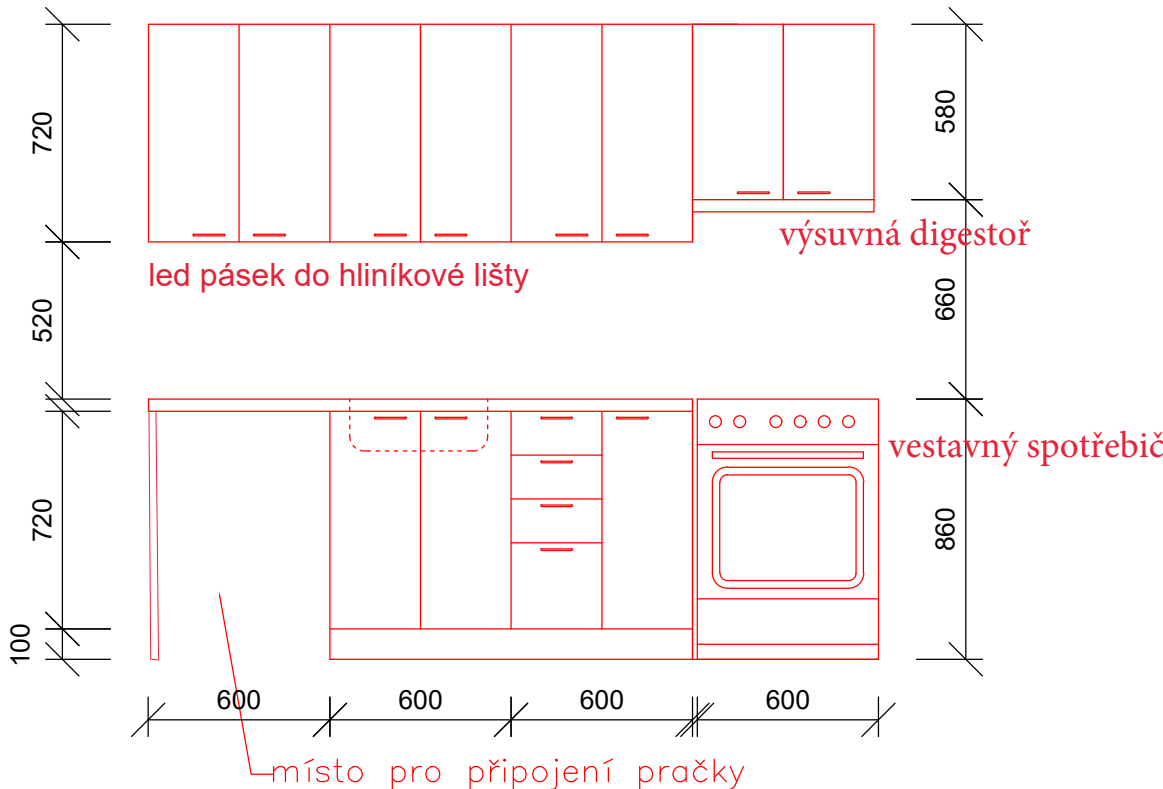 720
580
výsuvná digestoř
led pásek do hliníkové lišty
520
660
vestavný spotřebič
720
860
100
600
600
600
600
místo pro připojení pračky